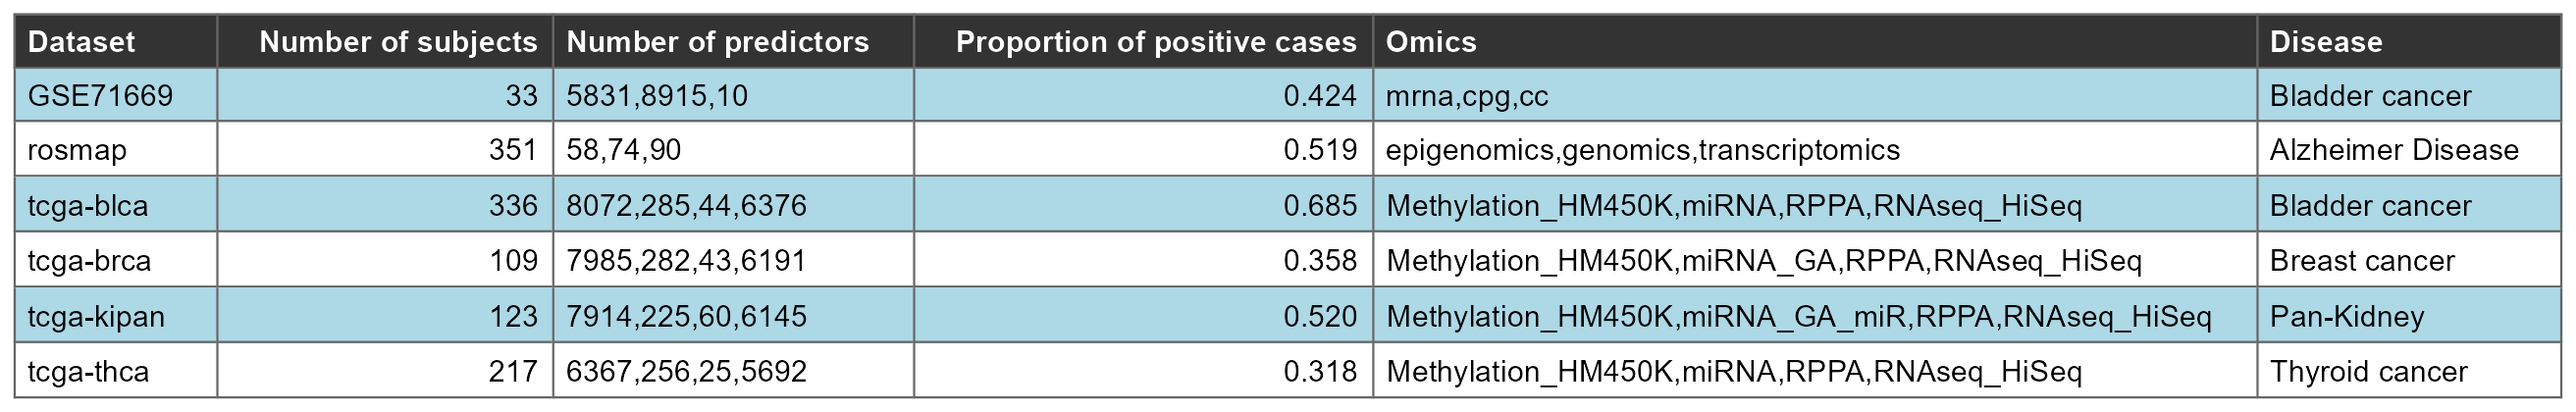 Dataset Number of subjects Number of predictors Proportion of positive cases Omics Disease
GSE71669 33 5831,8915,10 0.424 mrna,cpg,cc Bladder cancer
rosmap 351 58,74,90 0.519 epigenomics,genomics,transcriptomics Alzheimer Disease
tcga-blca 336 8072,285,44,6376 0.685 Methylation_HM450K,miRNA,RPPA,RNAseq_HiSeq Bladder cancer
tcga-brca 109 7985,282,43,6191 0.358 Methylation_HM450K,miRNA_GA,RPPA,RNAseq_HiSeq Breast cancer
tcga-kipan 123 7914,225,60,6145 0.520 Methylation_HM450K,miRNA_GA_miR,RPPA,RNAseq_HiSeq Pan-Kidney
tcga-thca 217 6367,256,25,5692 0.318 Methylation_HM450K,miRNA,RPPA,RNAseq_HiSeq Thyroid cancer